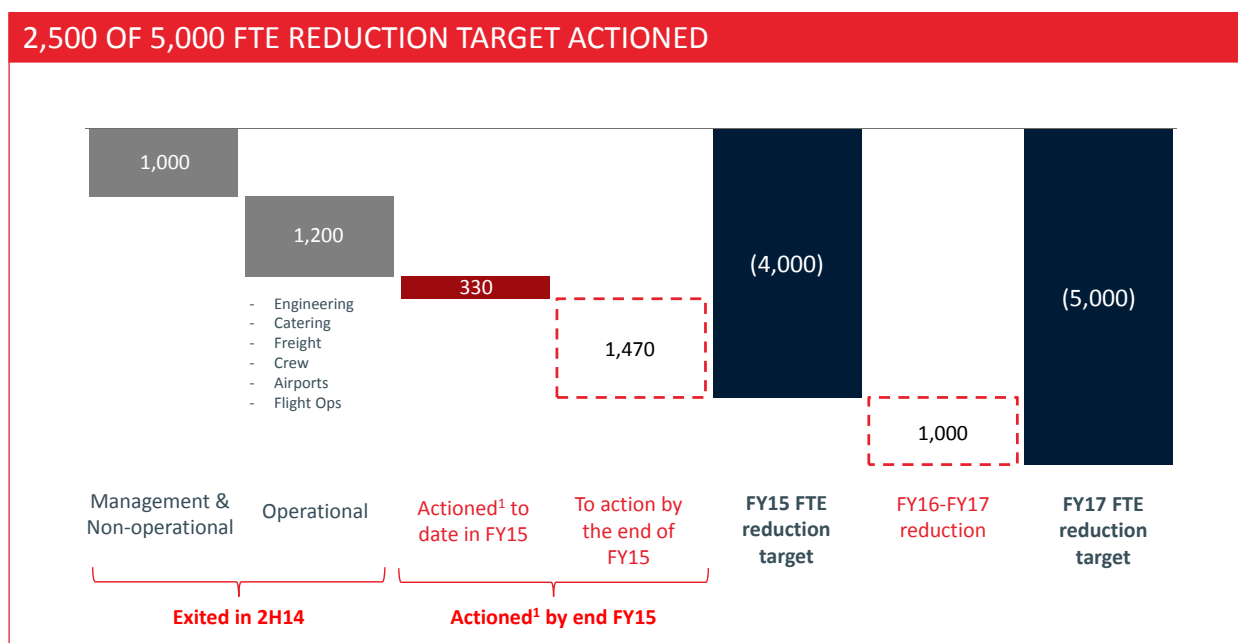 2,500 OF 5,000 FTE REDUCTION TARGET ACTIONED
1,000
1,200
- Engineering
- Catering
- Freight
- Crew
- Airports
- Flight Ops
330
1,470
(4,000)
1,000
(5,000)
Management &
Non-operational
Operational
Actioned¹ to
date in FY15
To action by
the end of
FY15
FY15 FTE
reduction
target
FY16-FY17
reduction
FY17 FTE
reduction
target
Exited in 2H14
Actioned¹ by end FY15